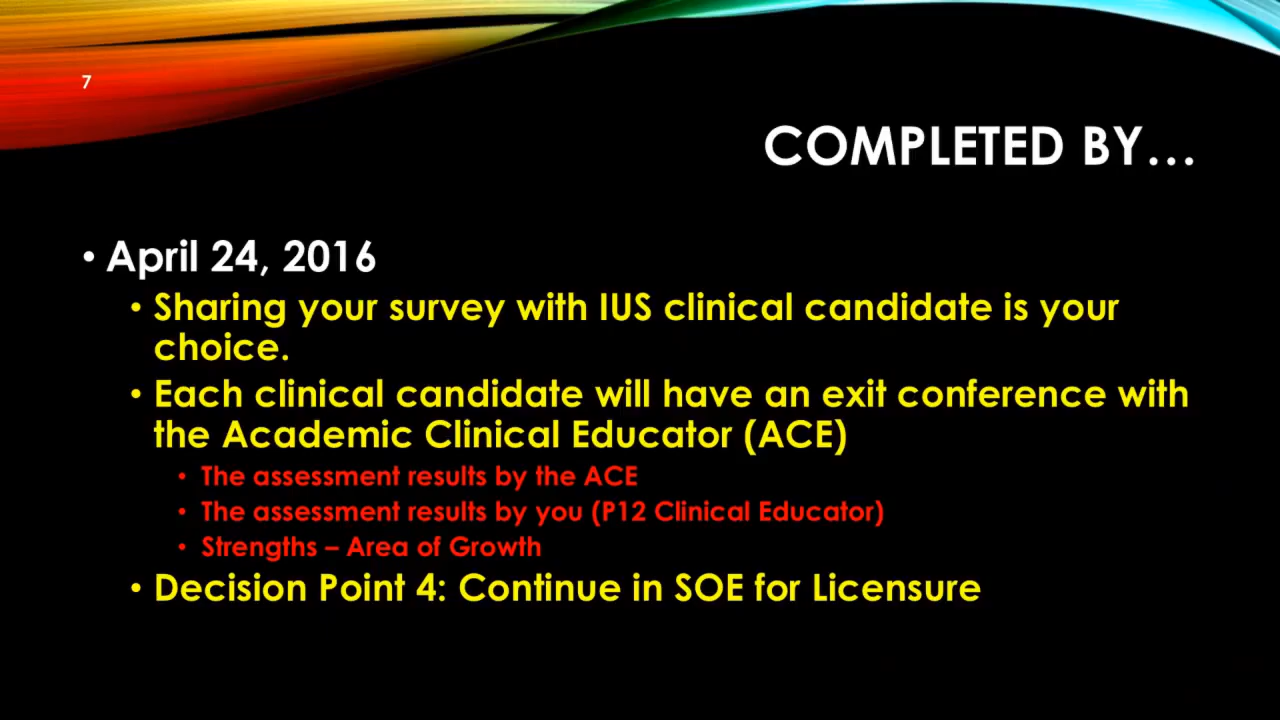 7
COMPLETED BY…
• April 24, 2016
• Sharing your survey with IUS clinical candidate is your
choice.
• Each clinical candidate will have an exit conference with
the Academic Clinical Educator (ACE)
• The assessment results by the ACE
• The assessment results by you (P12 Clinical Educator)
• Strengths – Area of Growth
• Decision Point 4: Continue in SOE for Licensure